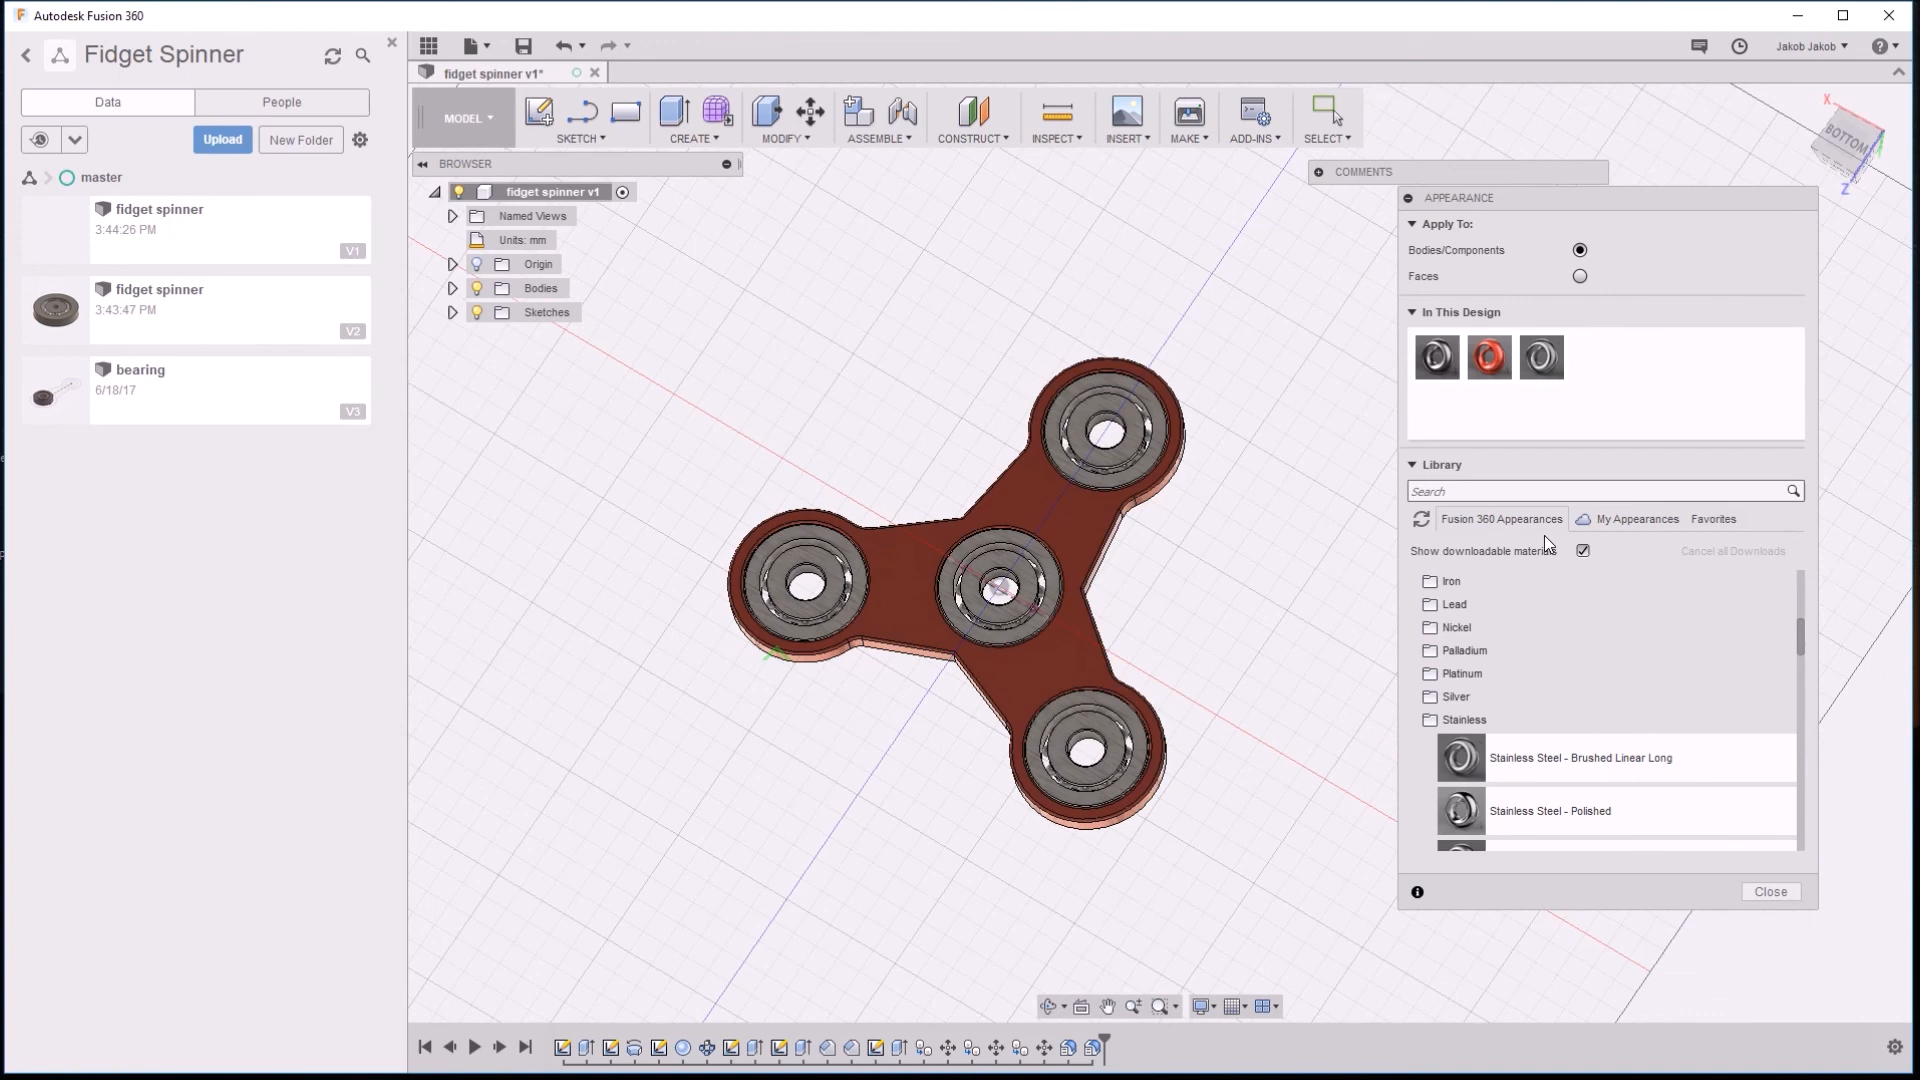 Autodesk Fusion 360
Fidget Spinner
Data
People
Upload
New Folder
master
fidget spinner
3:44:26 PM
V1
fidget spinner
3:43:47 PM
V2
bearing
6/18/17
V3
Jakob Jakob
fidget spinner v1*
MODEL
SKETCH
CREATE
MODIFY
ASSEMBLE
CONSTRUCT
INSPECT
INSERT
MAKE
ADD-INS
SELECT
BROWSER
fidget spinner v1
Named Views
Units: mm
Origin
Bodies
Sketches
X
BOTTOM
Z
COMMENTS
APPEARANCE
Apply To:
Bodies/Components
Faces
In This Design
Library
Search
Fusion 360 Appearances
My Appearances
Favorites
Show downloadable materials
Cancel all Downloads
Iron
Lead
Nickel
Palladium
Platinum
Silver
Stainless
Stainless Steel - Brushed Linear Long
Stainless Steel - Polished
Close